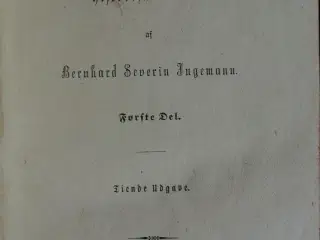 af
Bernhard Severin Ingemann.
Første Del.
Tiende Udgave.